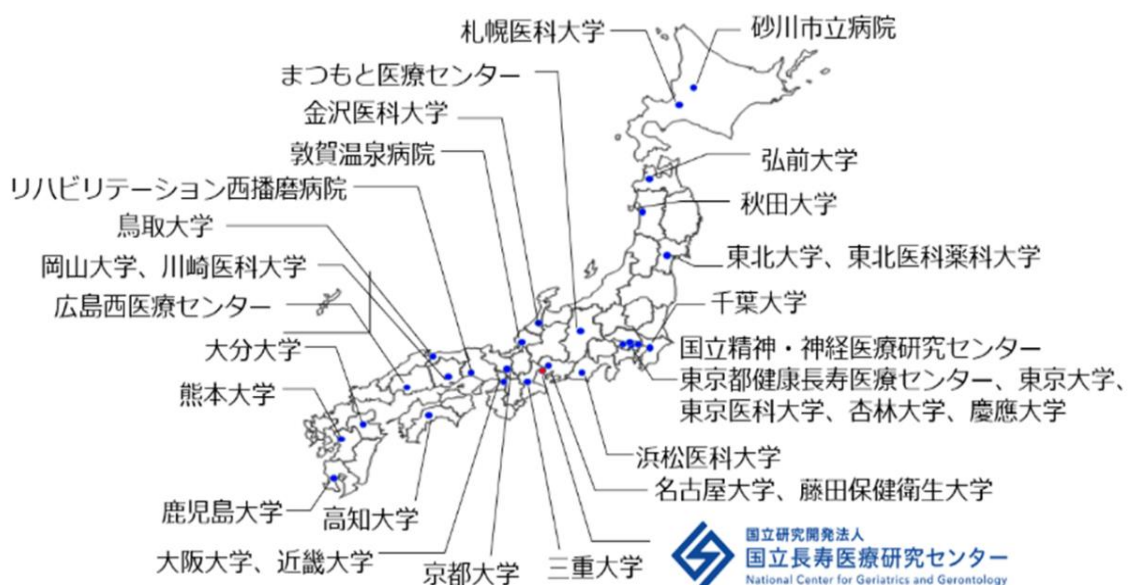 札幌医科大学
砂川市立病院
まつもと医療センター
金沢医科大学
敦賀温泉病院
リハビリテーション西播磨病院
鳥取大学
岡山大学、川崎医科大学
広島西医療センター
大分大学
熊本大学
鹿児島大学
高知大学
大阪大学、近畿大学
京都大学
三重大学
弘前大学
秋田大学
東北大学、東北医科薬科大学
千葉大学
国立精神・神経医療研究センター
東京都健康長寿医療センター、東京大学、
東京医科大学、杏林大学、慶應大学
浜松医科大学
名古屋大学、藤田保健衛生大学
国立研究開発法人
国立長寿医療研究センター
National Center for Geriatrics and Gerontology